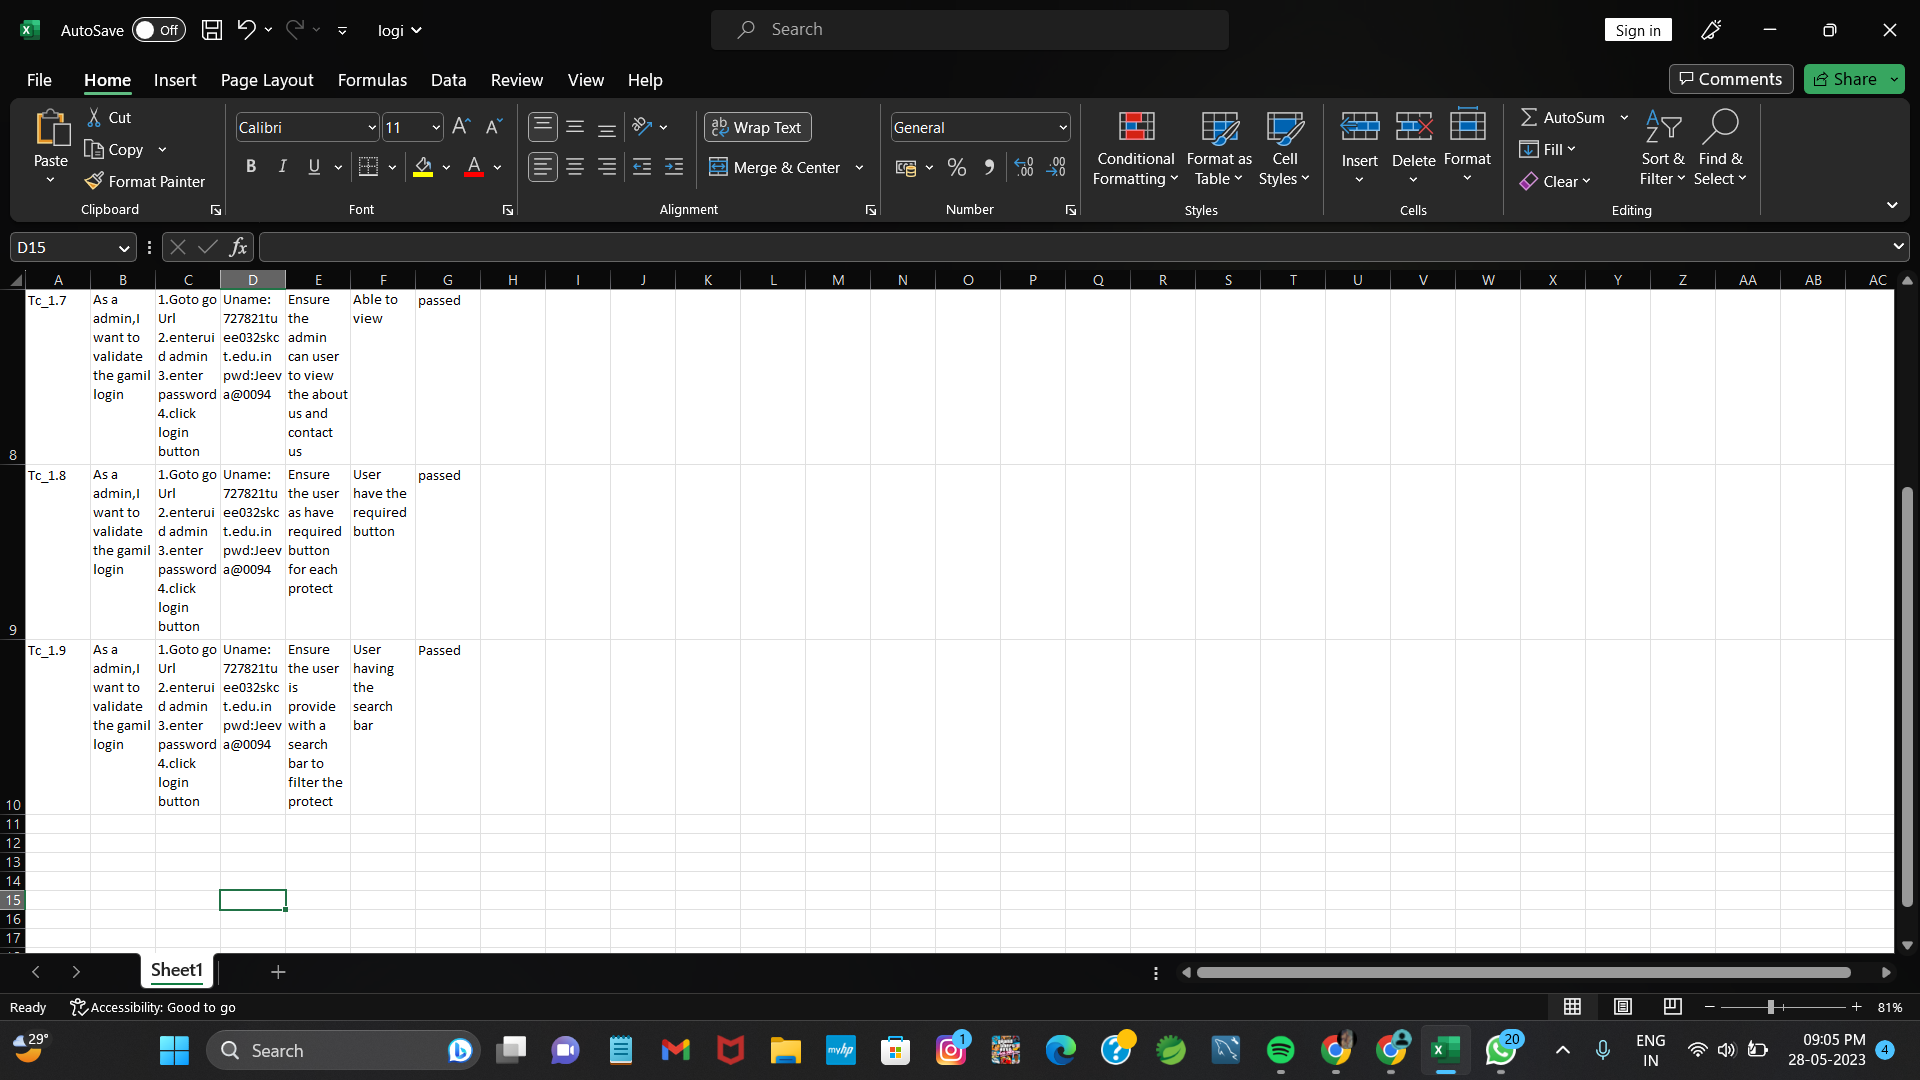 AutoSave Off logi Search Sign in
File Home Insert Page Layout Formulas Data Review View Help Comments Share
Paste Cut Copy Format Painter
Clipboard
Calibri 11
B I U A
Font
Wrap Text
Merge & Center
Alignment
General
Number
Conditional Formatting Format as Table Cell Styles
Styles
Insert Delete Format
Cells
AutoSum Fill Clear Sort & Filter Find & Select
Editing
D15 fx
A B C D E F G H I J K L M N O P Q R S T U V W X Y Z AA AB AC
8
Tc_1.7
As a
admin,I
want to
validate
the gamil
login
1.Goto go
Url
2.enterui
d admin
3.enter
password
4.click
login
button
Uname:
727821tu
ee032skc
t.edu.in
pwd:Jeev
a@0094
Ensure
the
admin
can user
to view
the about
us and
contact
us
Able to
view
passed
9
Tc_1.8
As a
admin,I
want to
validate
the gamil
login
1.Goto go
Url
2.enterui
d admin
3.enter
password
4.click
login
button
Uname:
727821tu
ee032skc
t.edu.in
pwd:Jeev
a@0094
Ensure
the user
as have
required
button
for each
protect
User
have the
required
button
passed
10
Tc_1.9
As a
admin,I
want to
validate
the gamil
login
1.Goto go
Url
2.enterui
d admin
3.enter
password
4.click
login
button
Uname:
727821tu
ee032skc
t.edu.in
pwd:Jeev
a@0094
Ensure
the user
is
provide
with a
search
bar to
filter the
protect
User
having
the
search
bar
Passed
11
12
13
14
15
16
17
Sheet1
Ready Accessibility: Good to go 81%
29° Search myhp 1 20 ENG IN 09:05 PM 28-05-2023 4